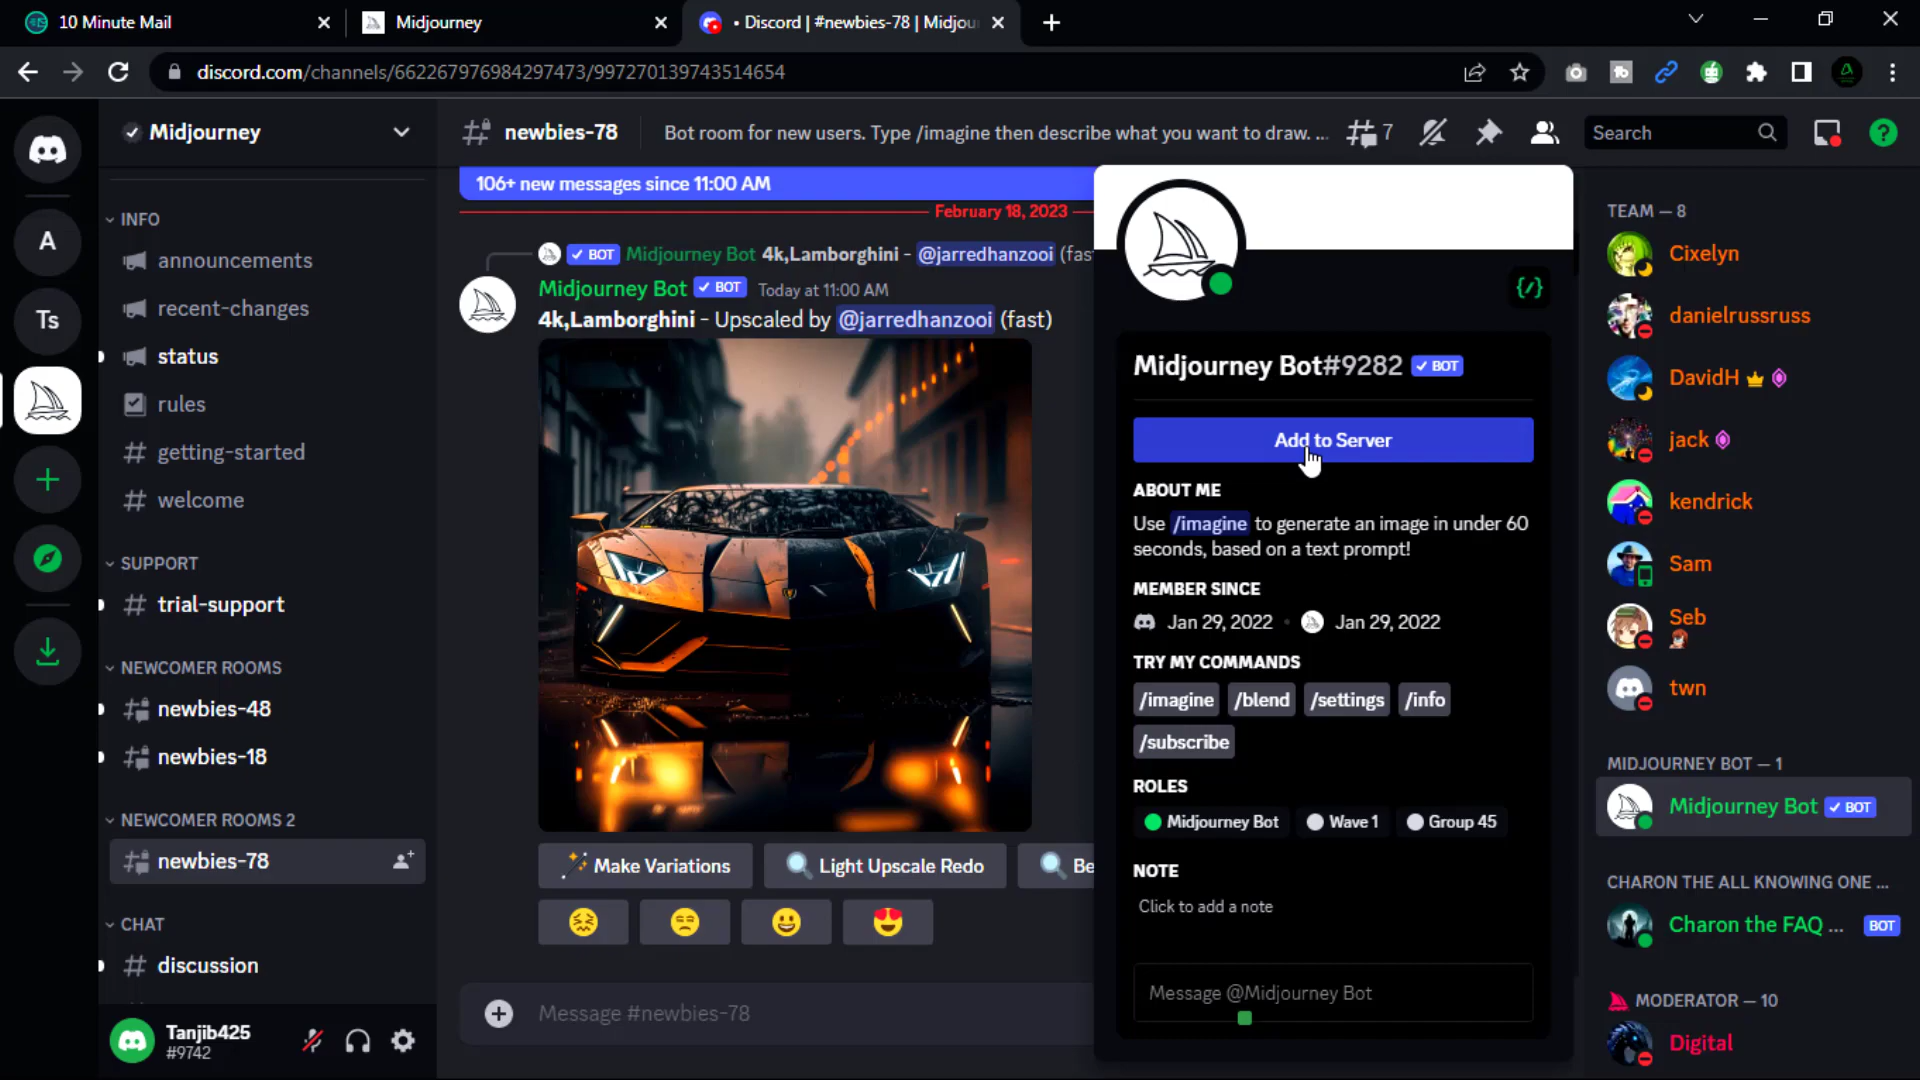 10 Minute Mail
Midjourney
• Discord | #newbies-78 | Midjou
discord.com/channels/662267976984297473/997270139743514654
Midjourney
newbies-78
Bot room for new users. Type /imagine then describe what you want to draw. ...
7
Search
A
Ts
INFO
announcements
recent-changes
status
rules
getting-started
welcome
SUPPORT
trial-support
NEWCOMER ROOMS
newbies-48
newbies-18
NEWCOMER ROOMS 2
newbies-78
CHAT
discussion
Tanjib425
#9742
106+ new messages since 11:00 AM
February 18, 2023
BOT Midjourney Bot 4k,Lamborghini - @jarredhanzooi (fas
Midjourney Bot BOT Today at 11:00 AM
4k,Lamborghini - Upscaled by @jarredhanzooi (fast)
Make Variations
Light Upscale Redo
Be
Message #newbies-78
Midjourney Bot#9282 BOT
Add to Server
ABOUT ME
Use /imagine to generate an image in under 60
seconds, based on a text prompt!
MEMBER SINCE
Jan 29, 2022 • Jan 29, 2022
TRY MY COMMANDS
/imagine /blend /settings /info
/subscribe
ROLES
Midjourney Bot Wave 1 Group 45
NOTE
Click to add a note
Message @Midjourney Bot
TEAM — 8
Cixelyn
danielrussruss
DavidH
jack
kendrick
Sam
Seb
twn
MIDJOURNEY BOT — 1
Midjourney Bot BOT
CHARON THE ALL KNOWING ONE ...
Charon the FAQ ... BOT
MODERATOR — 10
Digital